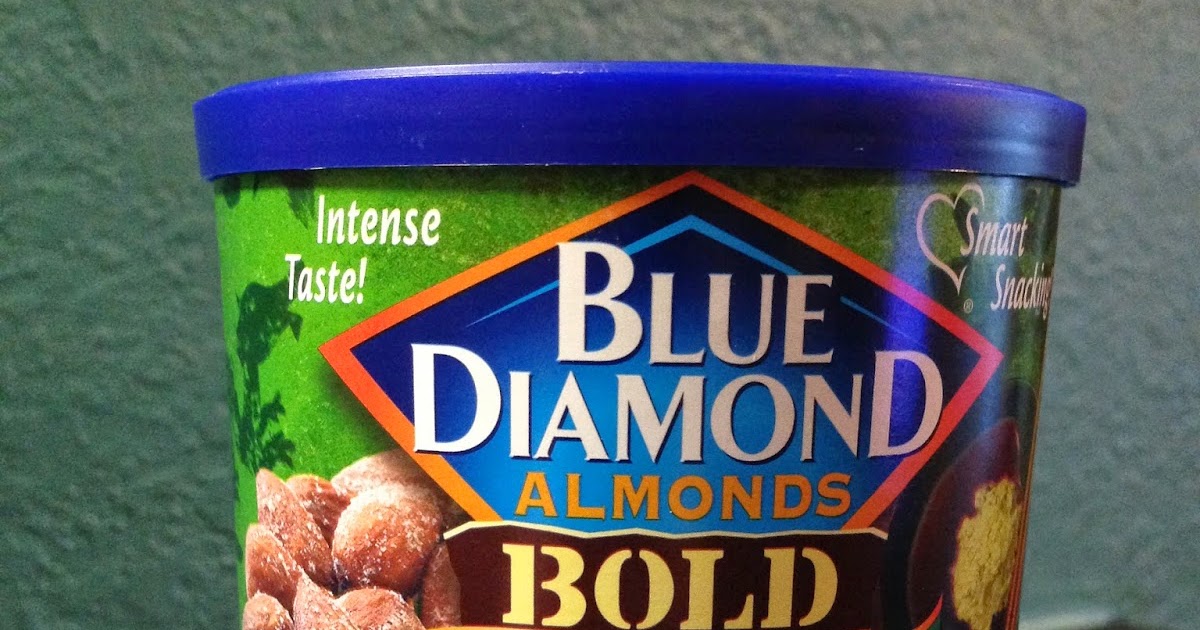 Intense
Taste!
Smart
Snacking
®
BLUE
DIAMOND
ALMONDS
BOLD